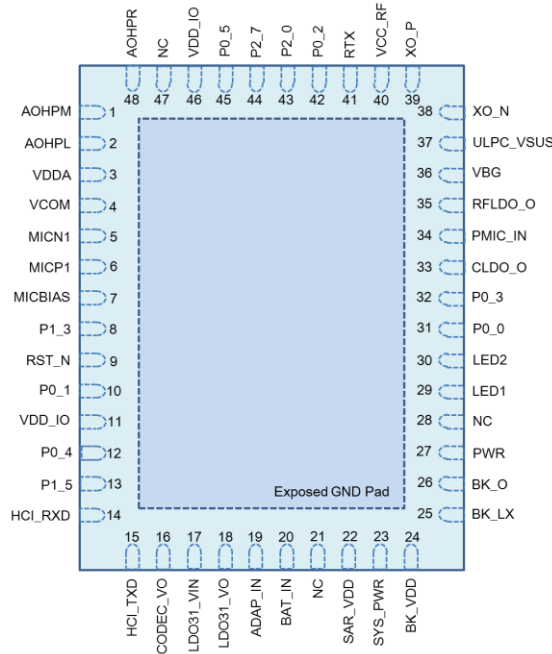 AOHPR
NC
VDD_IO
P0_5
P2_7
P2_0
P0_2
RTX
VCC_RF
XO_P
48
47
46
45
44
43
42
41
40
39
AOHPM 1
AOHPL 2
VDDA 3
VCOM 4
MICN1 5
MICP1 6
MICBIAS 7
P1_3 8
RST_N 9
P0_1 10
VDD_IO 11
P0_4 12
P1_5 13
HCI_RXD 14
38 XO_N
37 ULPC_VSUS
36 VBG
35 RFLDO_O
34 PMIC_IN
33 CLDO_O
32 P0_3
31 P0_0
30 LED2
29 LED1
28 NC
27 PWR
26 BK_O
25 BK_LX
Exposed GND Pad
15
16
17
18
19
20
21
22
23
24
HCI_TXD
CODEC_VO
LDO31_VIN
LDO31_VO
ADAP_IN
BAT_IN
NC
SAR_VDD
SYS_PWR
BK_VDD